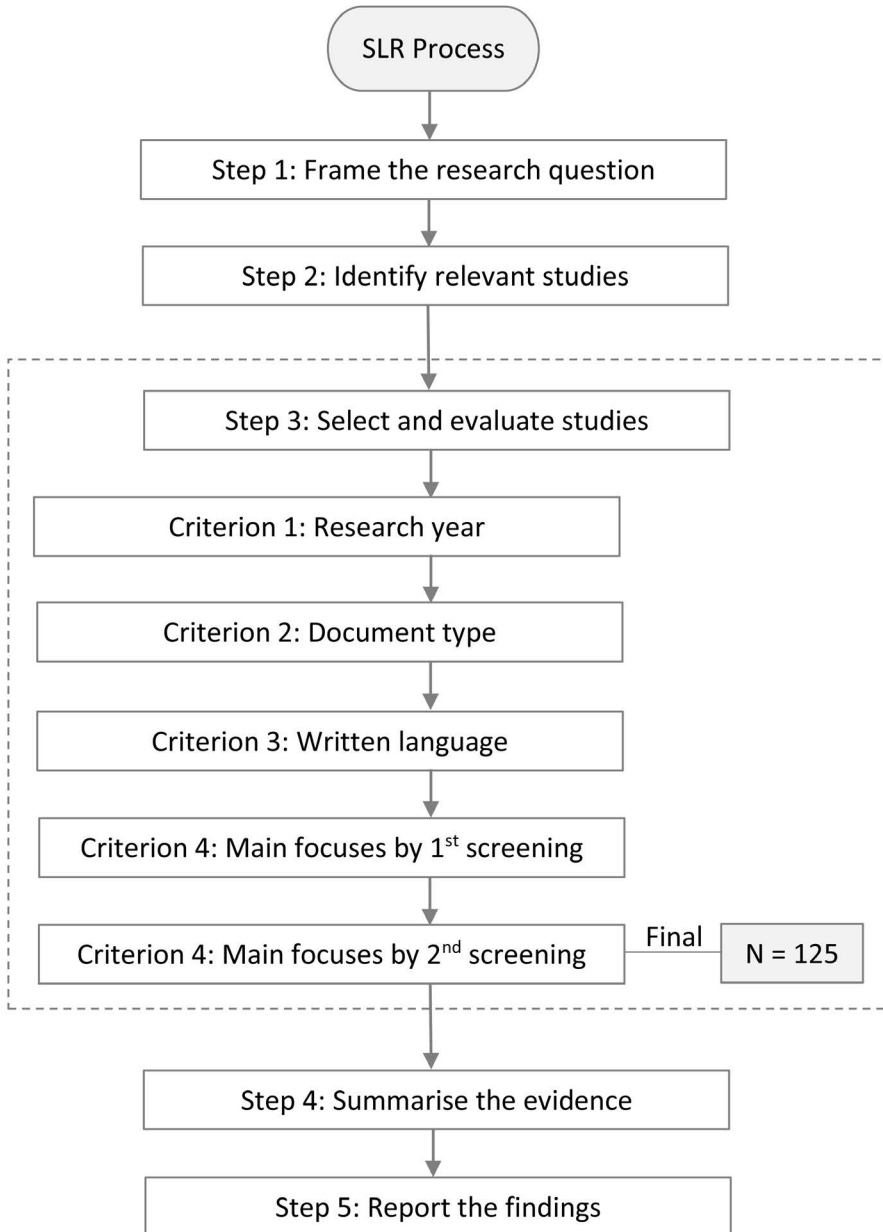 SLR Process
Step 1: Frame the research question
Step 2: Identify relevant studies
Step 3: Select and evaluate studies
Criterion 1: Research year
Criterion 2: Document type
Criterion 3: Written language
Criterion 4: Main focuses by 1st screening
Criterion 4: Main focuses by 2nd screening
Final
N = 125
Step 4: Summarise the evidence
Step 5: Report the findings